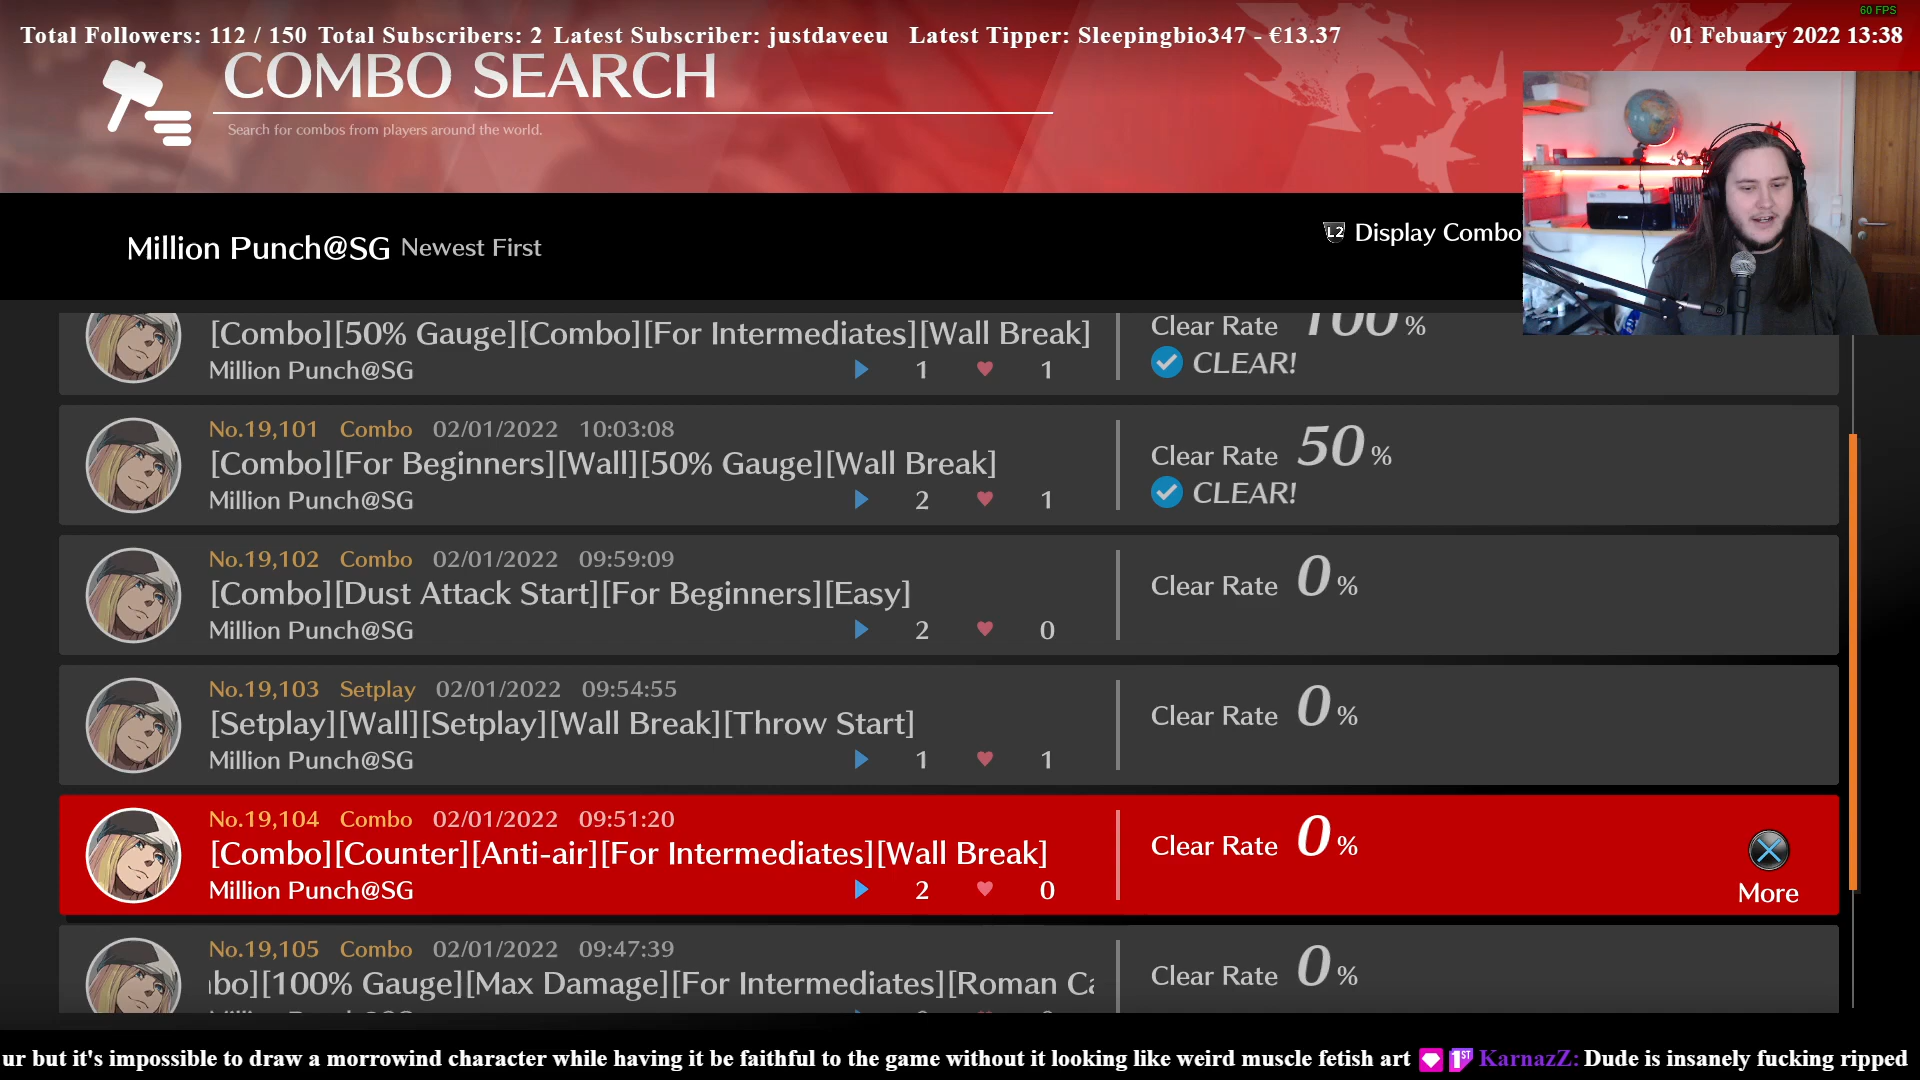 60 FPS
Total Followers: 112 / 150 Total Subscribers: 2 Latest Subscriber: justdaveeu Latest Tipper: Sleepingbio347 - €13.37
01 Febuary 2022 13:38
COMBO SEARCH
Search for combos from players around the world.
Million Punch@SG Newest First
L2 Display Combo
[Combo][50% Gauge][Combo][For Intermediates][Wall Break]
Clear Rate 100 %
Million Punch@SG 1 1
CLEAR!
No.19,101 Combo 02/01/2022 10:03:08
[Combo][For Beginners][Wall][50% Gauge][Wall Break]
Clear Rate 50 %
Million Punch@SG 2 1
CLEAR!
No.19,102 Combo 02/01/2022 09:59:09
[Combo][Dust Attack Start][For Beginners][Easy]
Clear Rate 0 %
Million Punch@SG 2 0
No.19,103 Setplay 02/01/2022 09:54:55
[Setplay][Wall][Setplay][Wall Break][Throw Start]
Clear Rate 0 %
Million Punch@SG 1 1
No.19,104 Combo 02/01/2022 09:51:20
[Combo][Counter][Anti-air][For Intermediates][Wall Break]
Clear Rate 0 %
Million Punch@SG 2 0
More
No.19,105 Combo 02/01/2022 09:47:39
bo][100% Gauge][Max Damage][For Intermediates][Roman Ca
Clear Rate 0 %
ur but it's impossible to draw a morrowind character while having it be faithful to the game without it looking like weird muscle fetish art 1ST KarnazZ: Dude is insanely fucking ripped